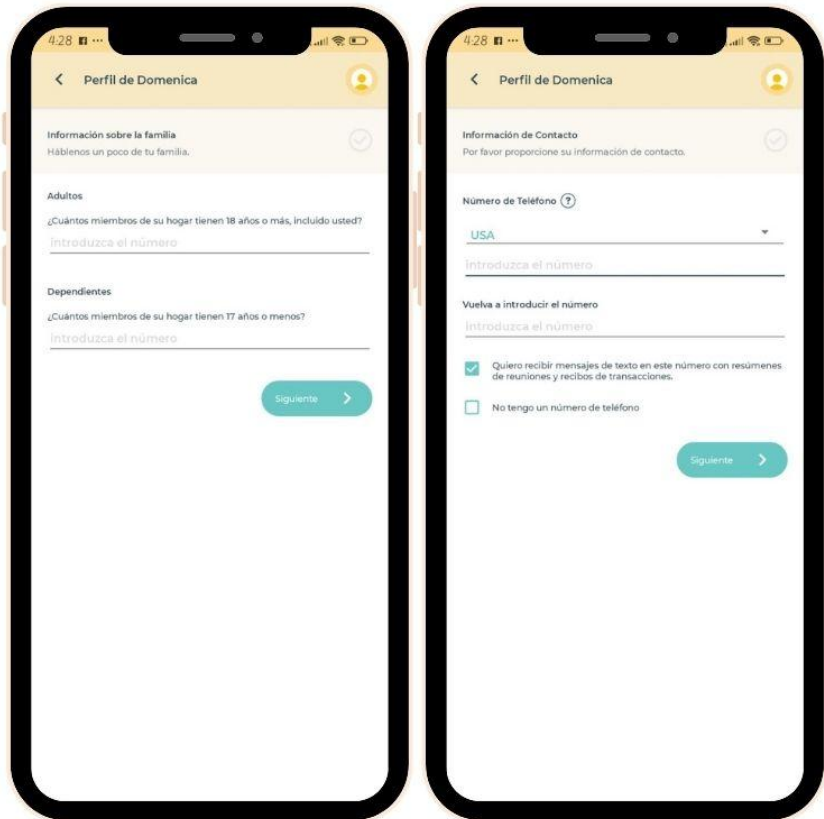 4:28
Perfil de Domenica
Información sobre la familia
Háblenos un poco de tu familia.
Adultos
¿Cuántos miembros de su hogar tienen 18 años o más, incluido usted?
Introduzca el número
Dependientes
¿Cuántos miembros de su hogar tienen 17 años o menos?
Introduzca el número
Siguiente
4:28
Perfil de Domenica
Información de Contacto
Por favor proporcione su información de contacto.
Número de Teléfono ?
USA
Introduzca el número
Vuelva a introducir el número
Introduzca el número
Quiero recibir mensajes de texto en este número con resúmenes
de reuniones y recibos de transacciones.
No tengo un número de teléfono
Siguiente